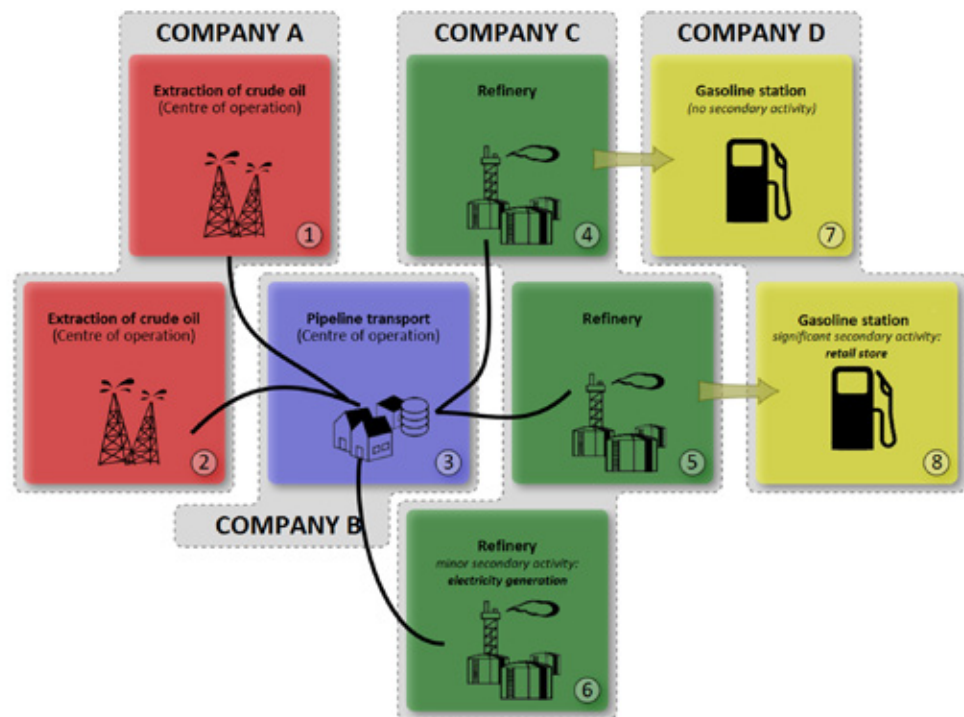 COMPANY A
COMPANY C
COMPANY D
Extraction of crude oil
(Centre of operation)
1
Refinery
4
Gasoline station
(no secondary activity)
7
Extraction of crude oil
(Centre of operation)
2
Pipeline transport
(Centre of operation)
3
Refinery
5
Gasoline station
significant secondary activity:
retail store
8
COMPANY B
Refinery
minor secondary activity:
electricity generation
6